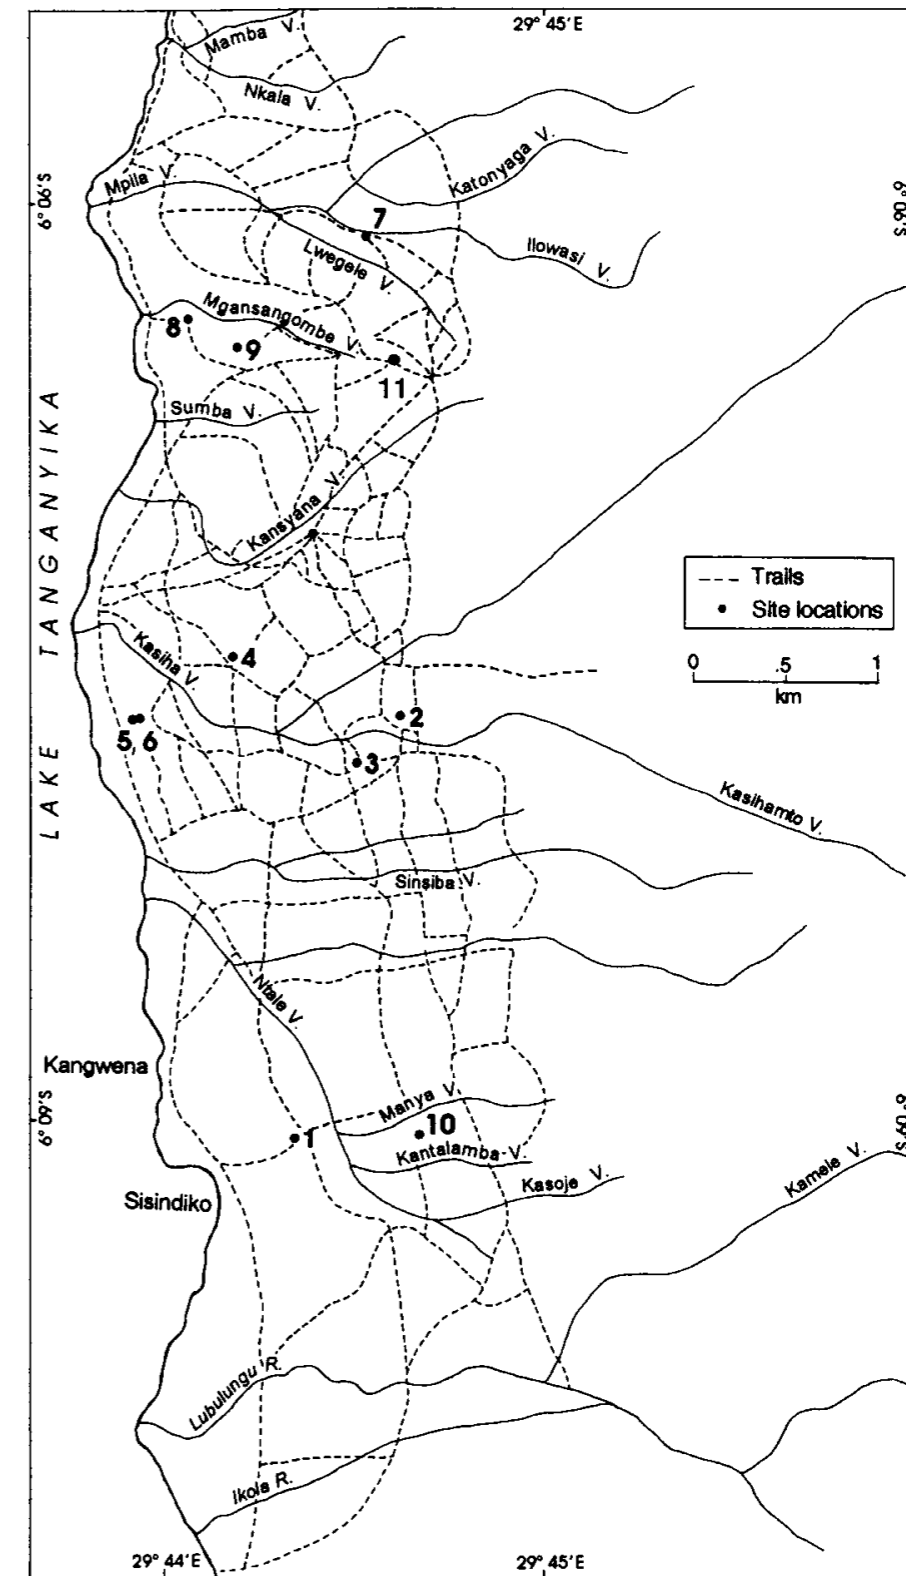 29° 45'E
Mamba V.
Nkala V.
Katonyaga V.
Mpila V.
6° 06'S
6° 06'S
7
Ilowasi V.
Lwegele V.
Mgansangombe V.
8
9
11
Sumba V.
LAKE TANGANYIKA
Kansyana V.
Trails
Site locations
0 .5 1
km
Kasiha V.
4
2
5,6
3
Kasihamto V.
Sinsiba V.
Ntale V.
Kangwena
6° 09'S
6° 09'S
Manya V.
10
1
Kantalamba V.
Kasoje V.
Kamele V.
Sisindiko
Lubulungu R.
Ikola R.
29° 44'E
29° 45'E